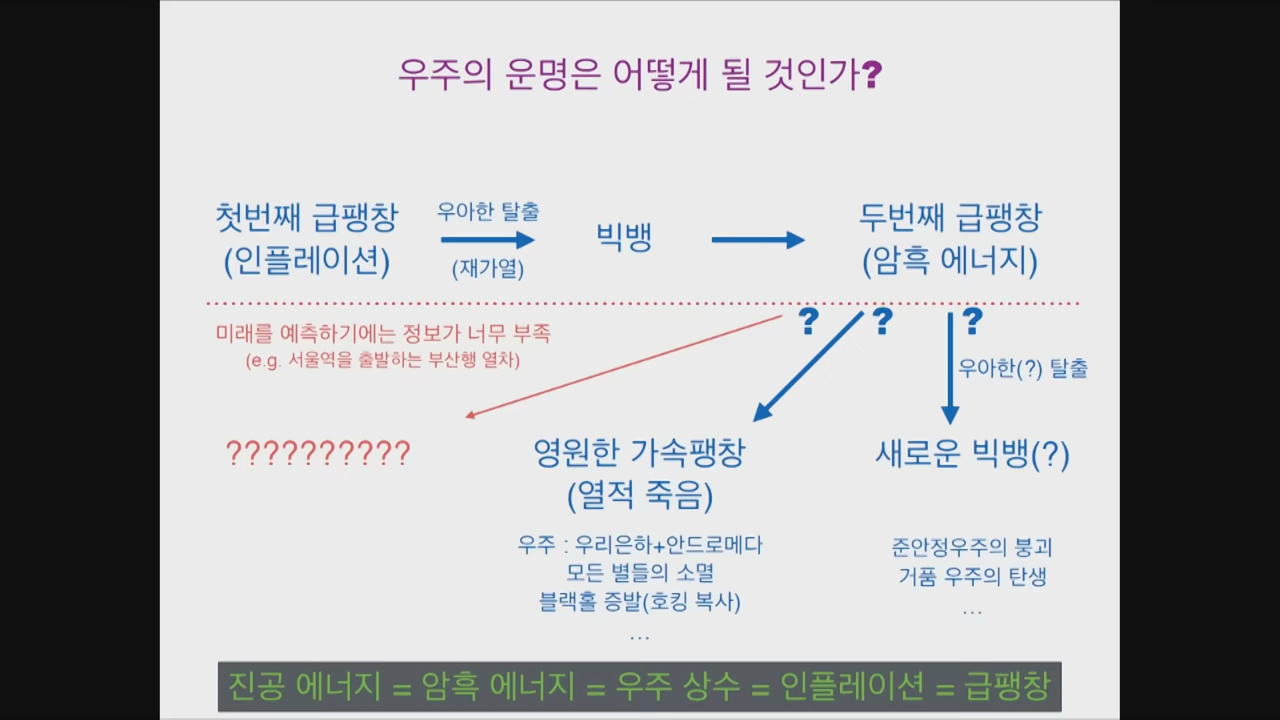 우주의 운명은 어떻게 될 것인가?
첫번째 급팽창
(인플레이션)
우아한 탈출
(재가열)
빅뱅
두번째 급팽창
(암흑 에너지)
미래를 예측하기에는 정보가 너무 부족
(e.g. 서울역을 출발하는 부산행 열차)
? ? ?
우아한(?) 탈출
??????????
영원한 가속팽창
(열적 죽음)
우주 : 우리은하+안드로메다
모든 별들의 소멸
블랙홀 증발(호킹 복사)
...
새로운 빅뱅(?)
준안정우주의 붕괴
거품 우주의 탄생
...
진공 에너지 = 암흑 에너지 = 우주 상수 = 인플레이션 = 급팽창